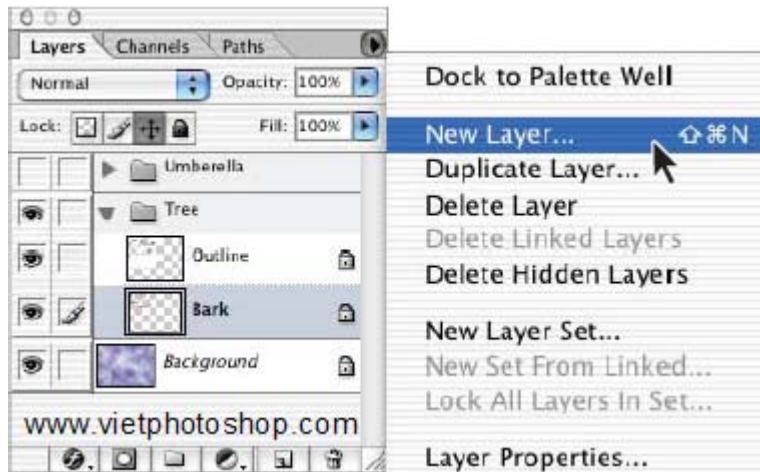 Layers Channels Paths
Normal Opacity: 100%
Lock: Fill: 100%
Umberella
Tree
Outline
Bark
Background
www.vietphotoshop.com
Dock to Palette Well
New Layer... ⇧⌘N
Duplicate Layer...
Delete Layer
Delete Linked Layers
Delete Hidden Layers
New Layer Set...
New Set From Linked...
Lock All Layers In Set...
Layer Properties...